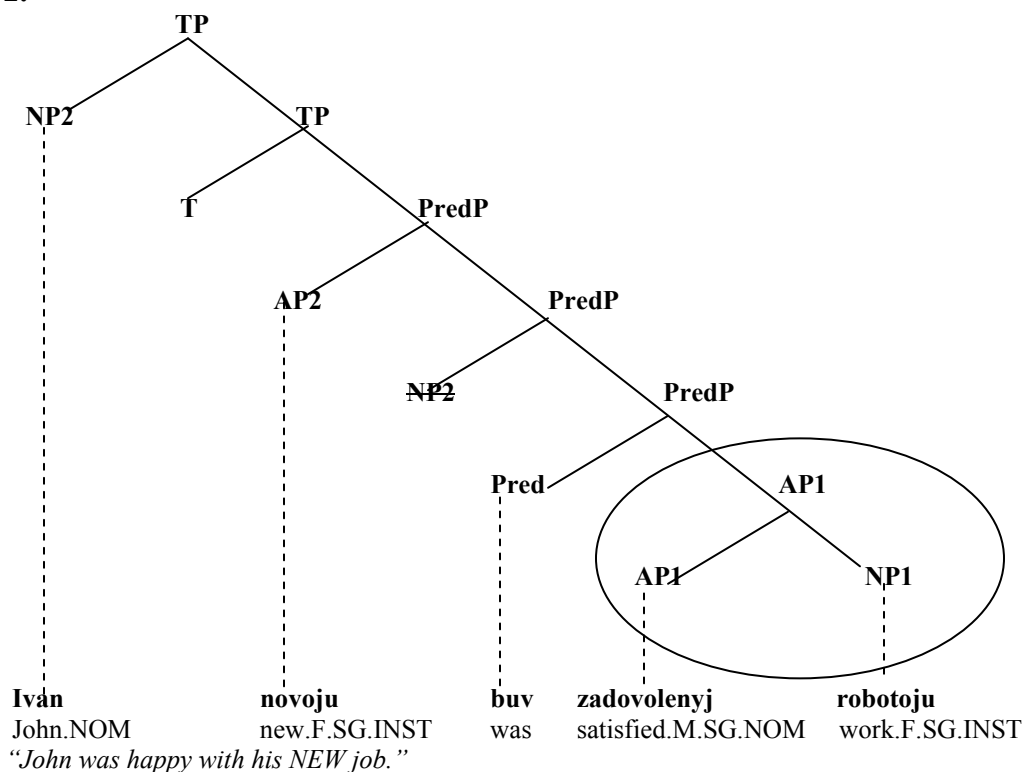 TP
NP2 TP
T PredP
AP2 PredP
NP2 PredP
Pred AP1
AP1 NP1
Ivan novoju buv zadovolenyj robotoju
John.NOM new.F.SG.INST was satisfied.M.SG.NOM work.F.SG.INST
“John was happy with his NEW job.”